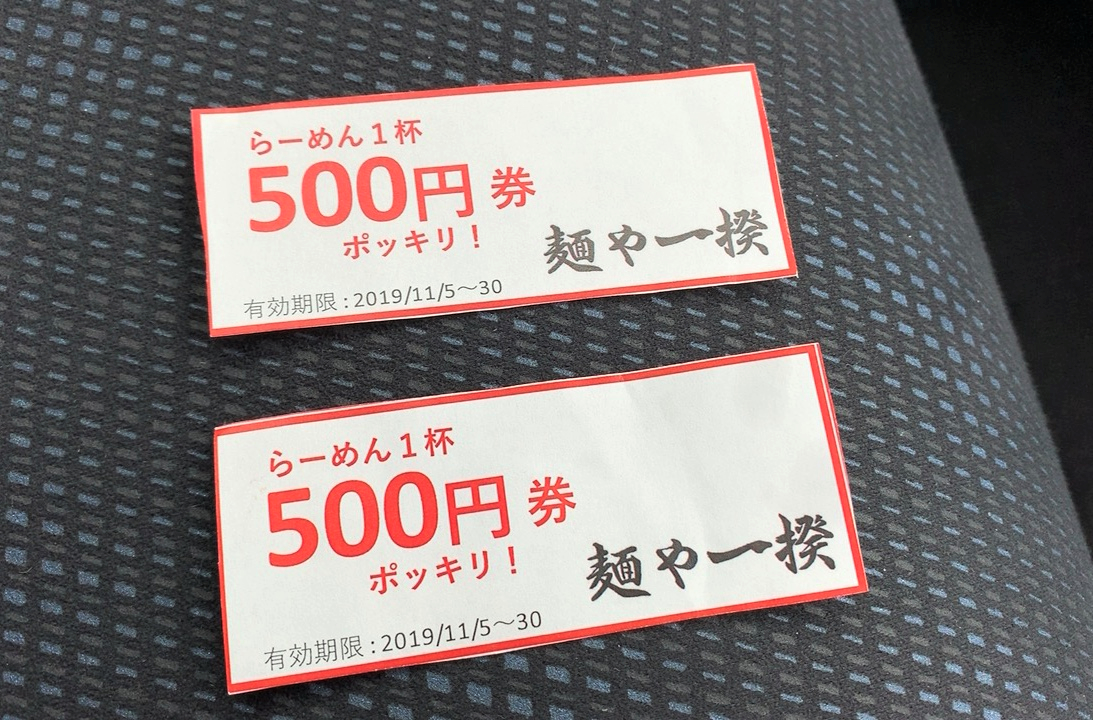 らーめん１杯
500円 券
ポッキリ！
麺や一揆
有効期限：2019/11/5～30
らーめん１杯
500円 券
ポッキリ！
麺や一揆
有効期限：2019/11/5～30